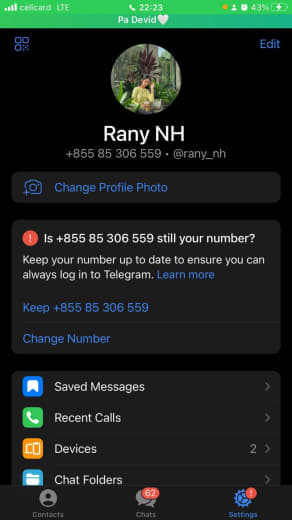 cellcard LTE 22:23 43%
Pa Devid🤍
Edit
Rany NH
+855 85 306 559 • @rany_nh
Change Profile Photo
Is +855 85 306 559 still your number?
Keep your number up to date to ensure you can
always log in to Telegram. Learn more
Keep +855 85 306 559
Change Number
Saved Messages
Recent Calls
Devices 2
Chat Folders
62 !
Contacts Chats Settings